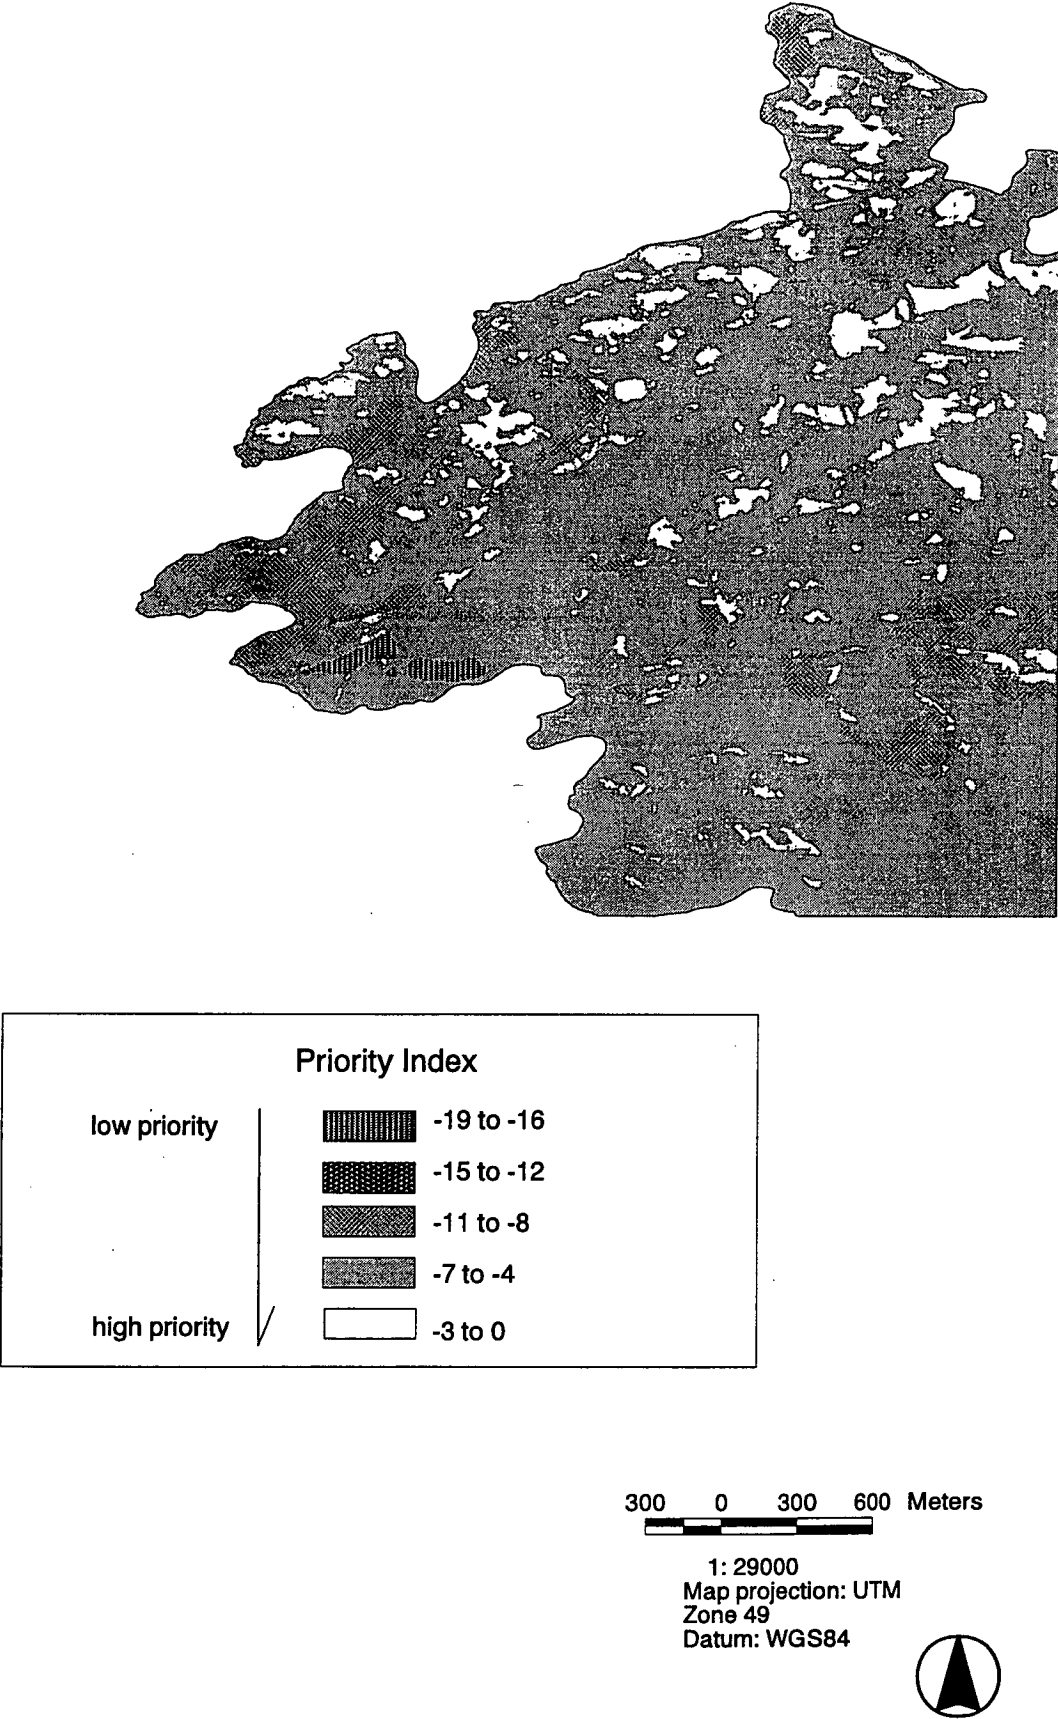 Priority Index
low priority
-19 to -16
-15 to -12
-11 to -8
-7 to -4
high priority
-3 to 0
300 0 300 600 Meters
1: 29000
Map projection: UTM
Zone 49
Datum: WGS84